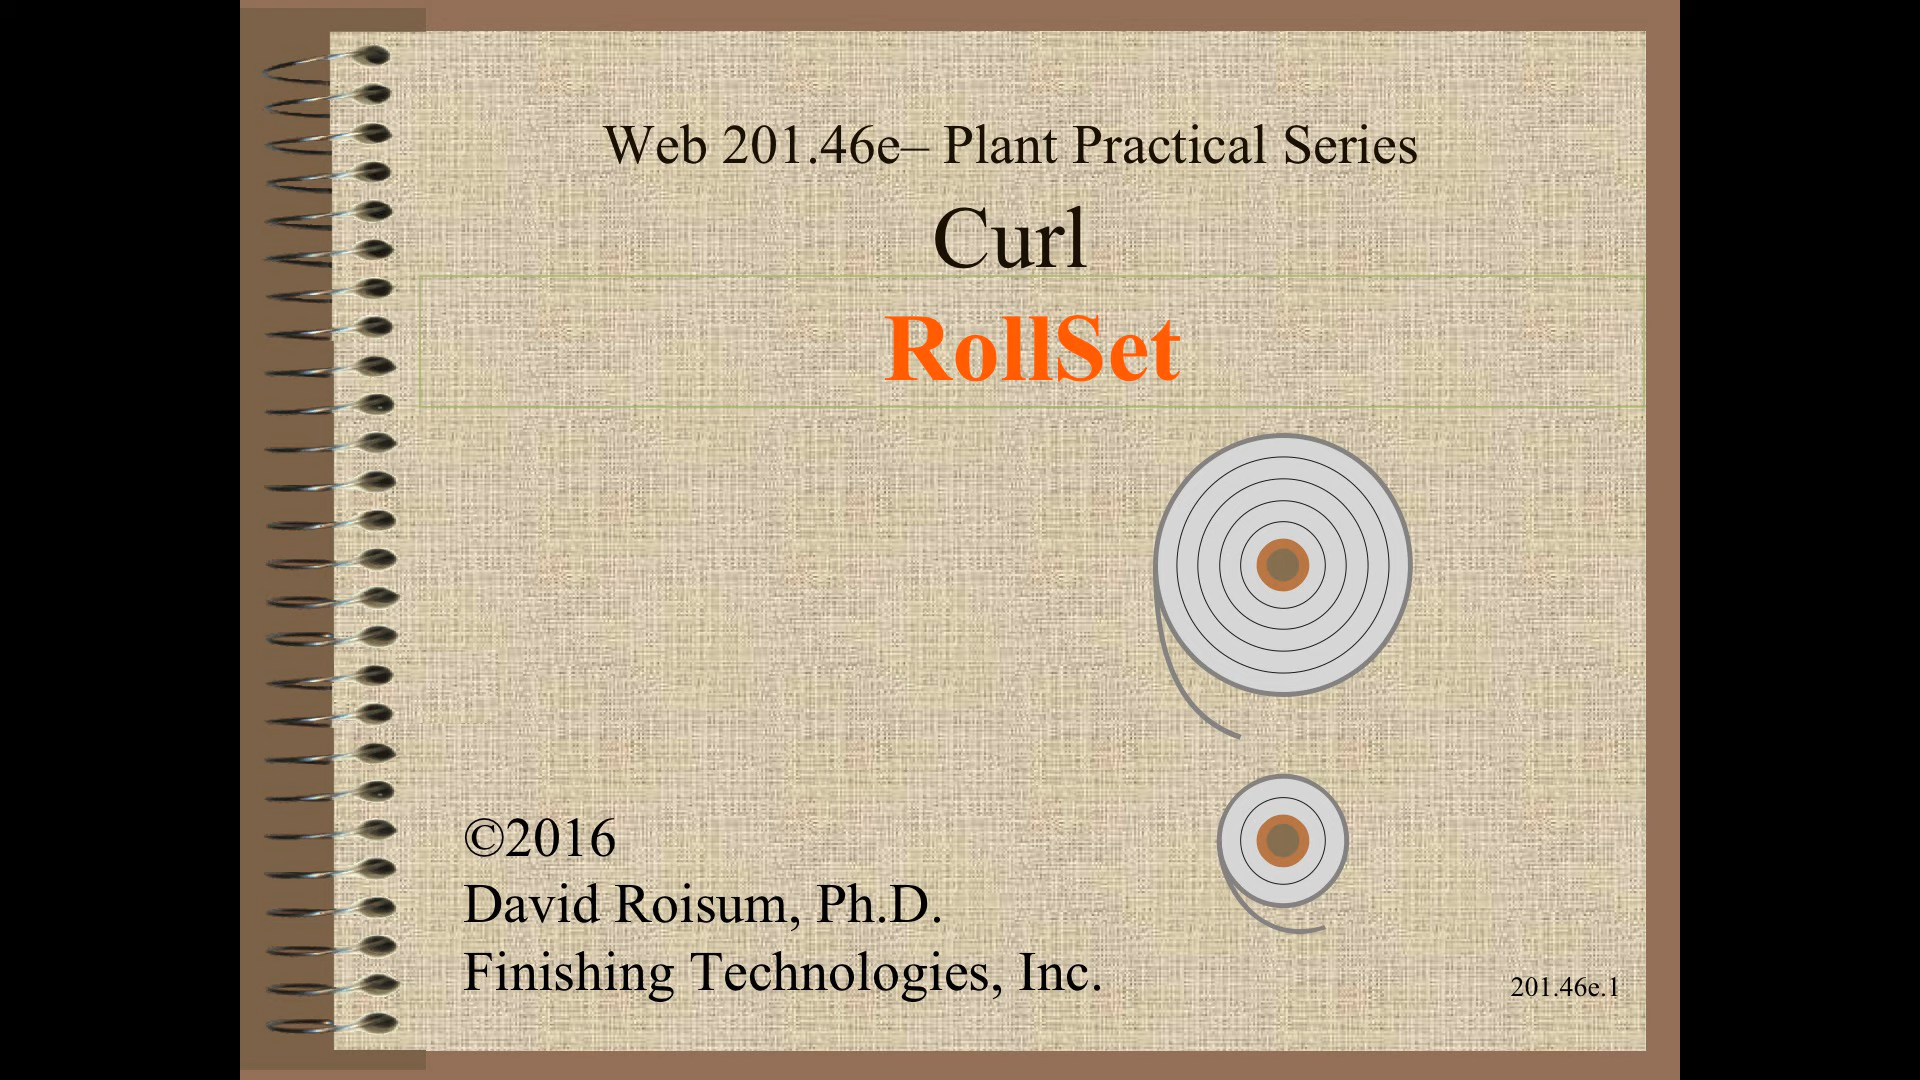 Web 201.46e– Plant Practical Series
Curl
RollSet
©2016
David Roisum, Ph.D.
Finishing Technologies, Inc.
201.46e.1